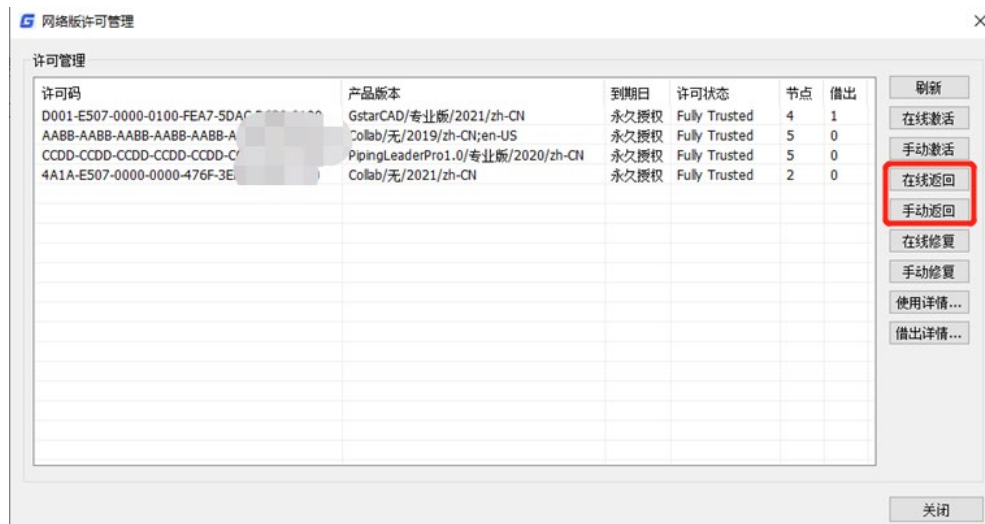 网络版许可管理
许可管理
许可码 产品版本 到期日 许可状态 节点 借出
D001-E507-0000-0100-FEA7-5DAC GstarCAD/专业版/2021/zh-CN 永久授权 Fully Trusted 4 1
AABB-AABB-AABB-AABB-AABB-A Collab/无/2019/zh-CN;en-US 永久授权 Fully Trusted 5 0
CCDD-CCDD-CCDD-CCDD-CCDD-C PipingLeaderPro1.0/专业版/2020/zh-CN 永久授权 Fully Trusted 5 0
4A1A-E507-0000-0000-476F-3E Collab/无/2021/zh-CN 永久授权 Fully Trusted 2 0
刷新
在线激活
手动激活
在线返回
手动返回
在线修复
手动修复
使用详情...
借出详情...
关闭